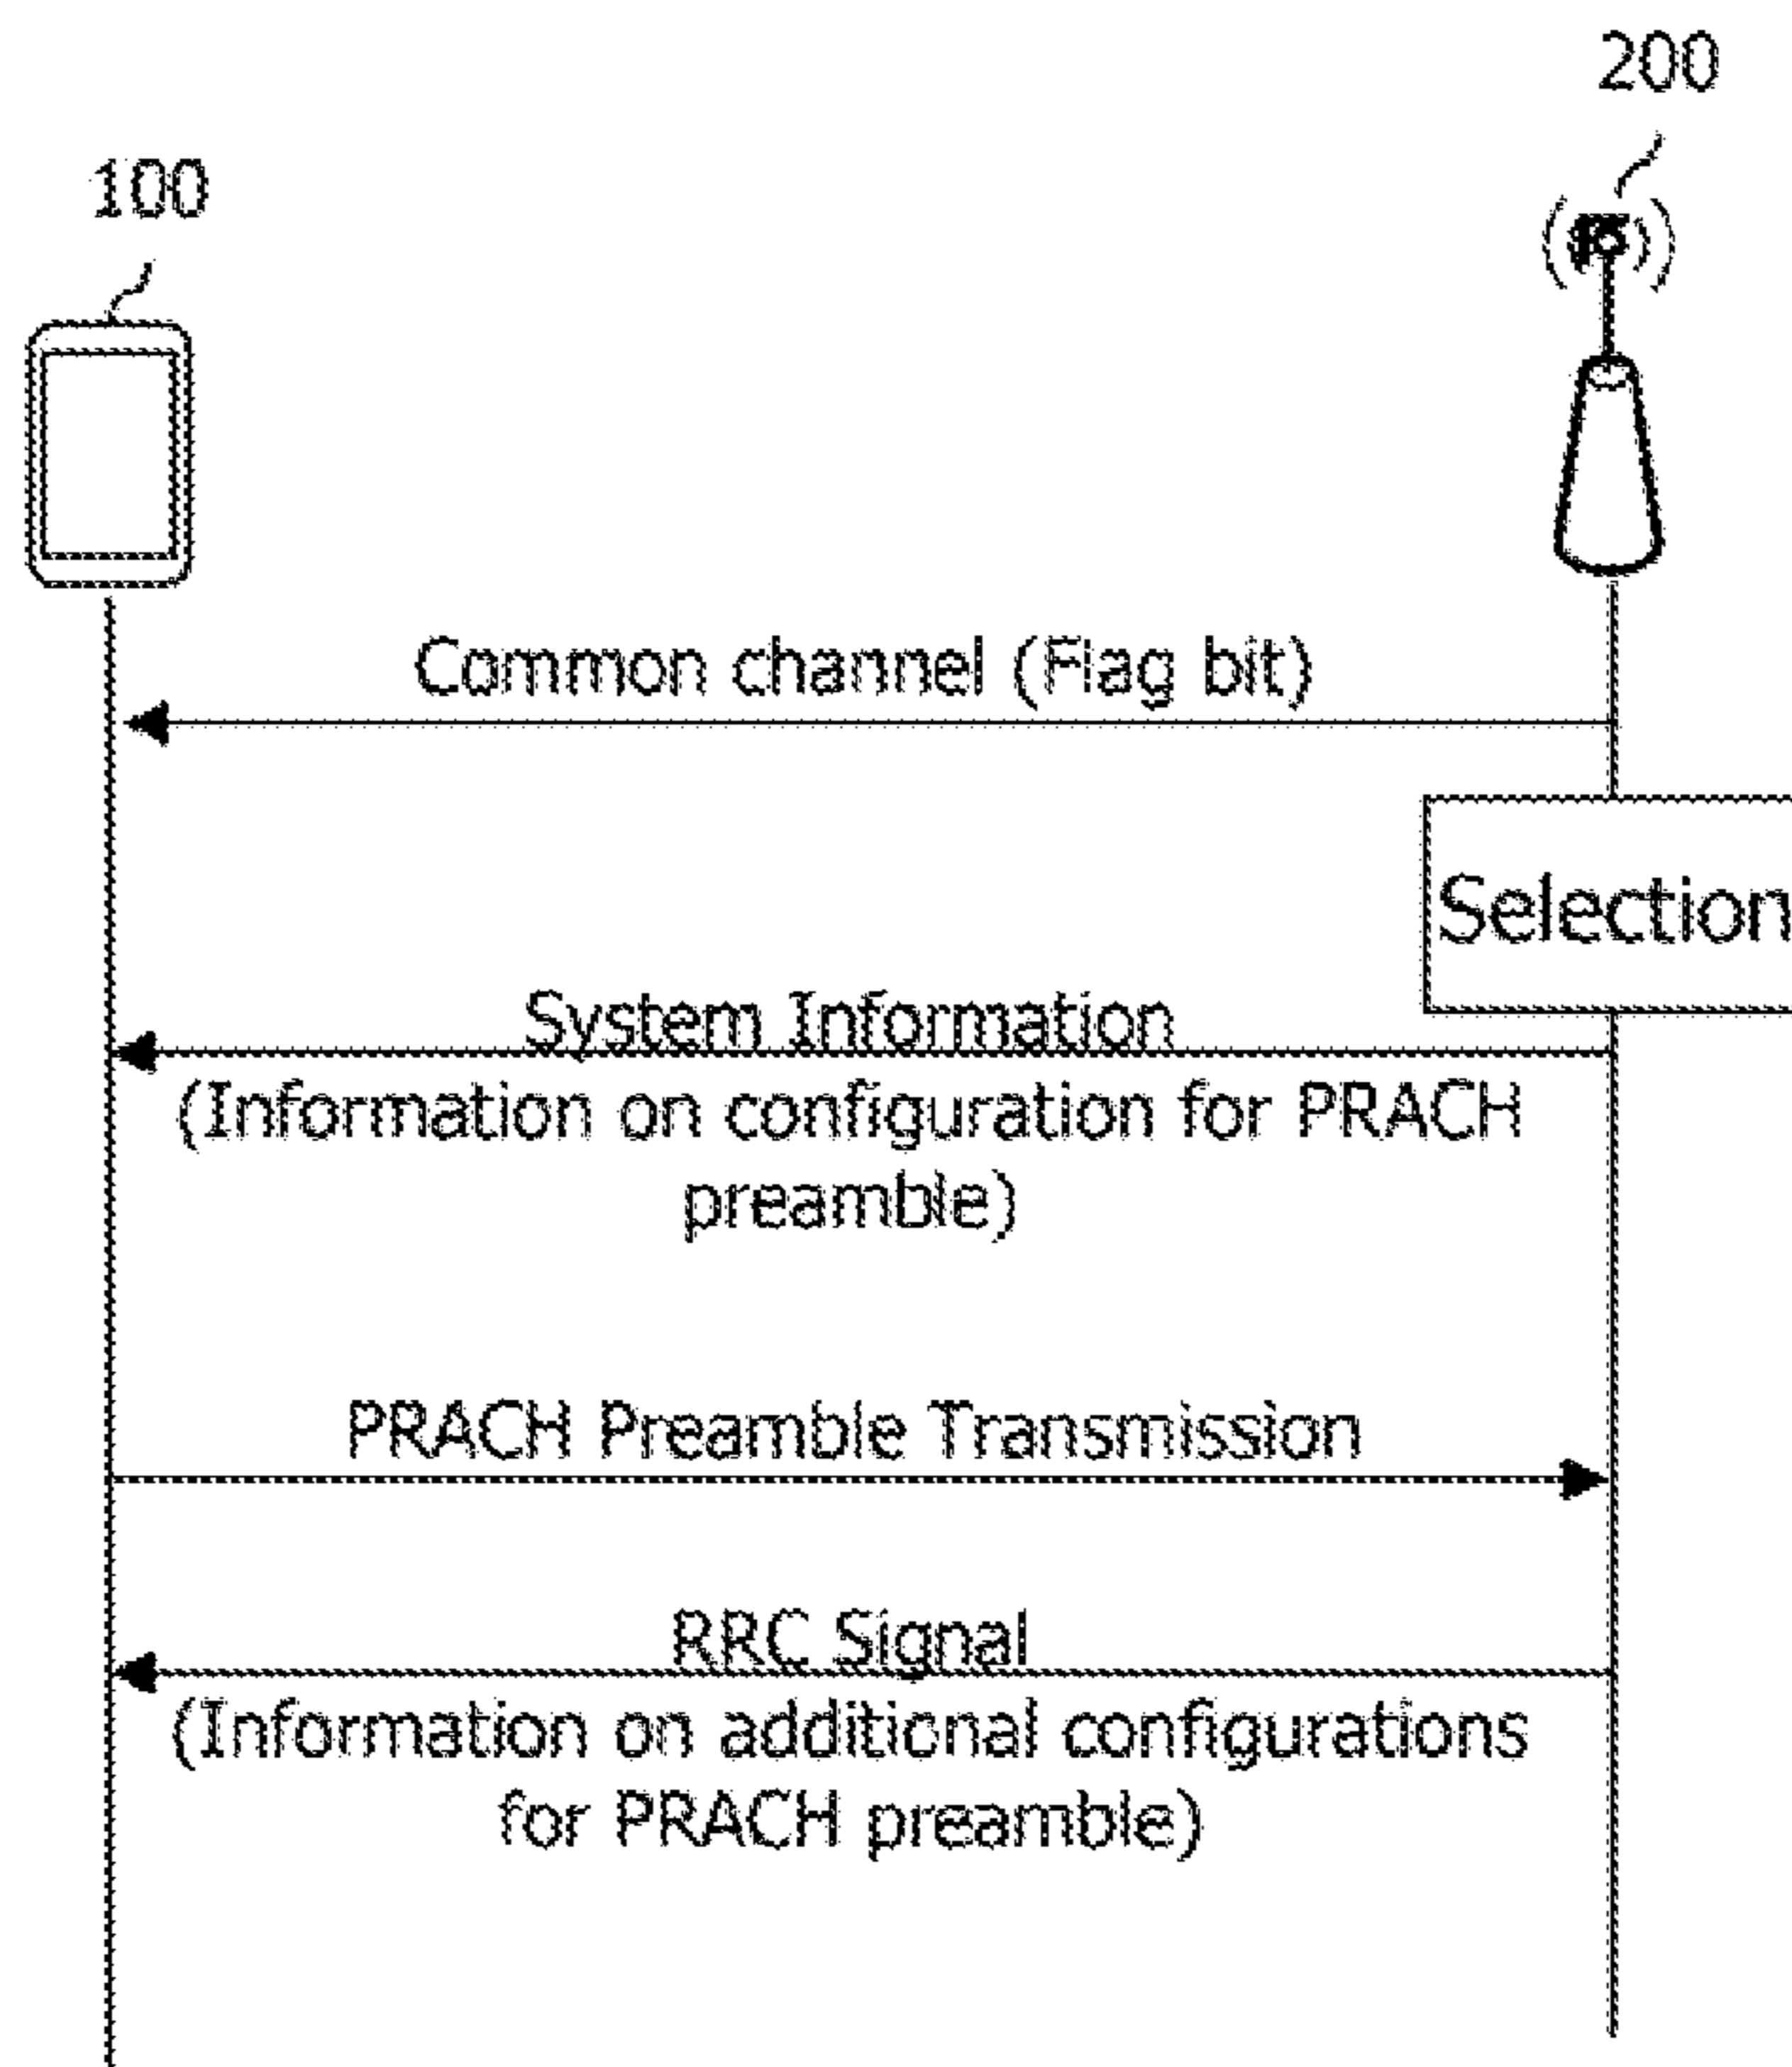 200
100
Common channel (Flag bit)
Selection
System Information
(Information on configuration for PRACH
preamble)
PRACH Preamble Transmission
RRC Signal
(Information on additional configurations
for PRACH preamble)